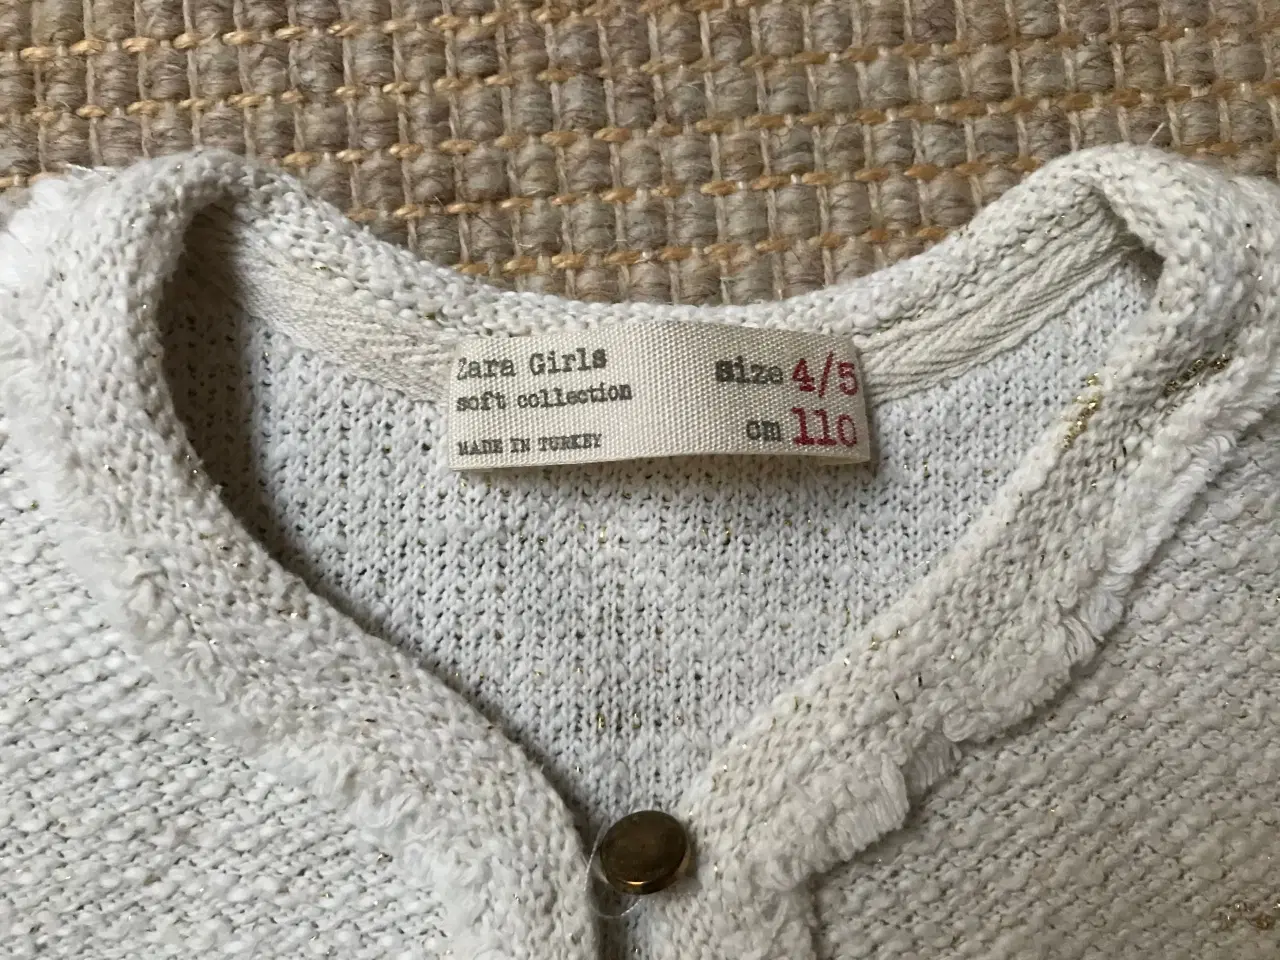 Zara Girls
soft collection
MADE IN TURKEY
size 4/5
cm 110